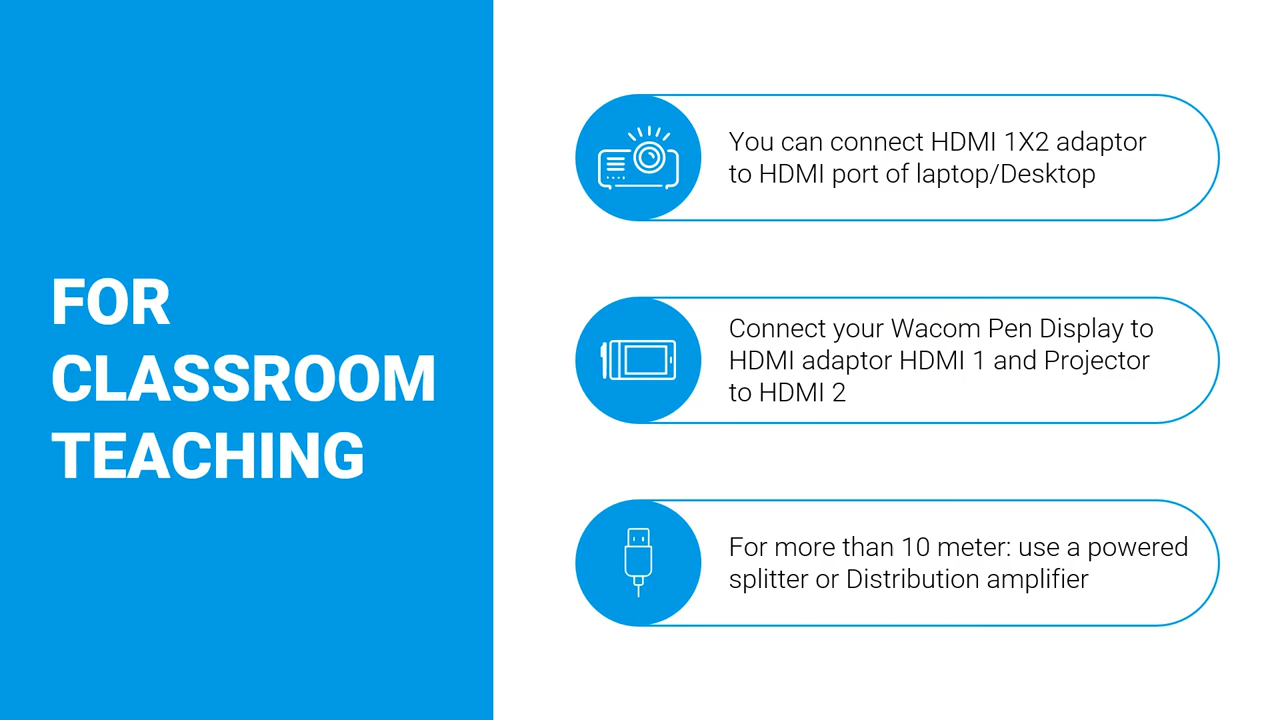 FOR
CLASSROOM
TEACHING
You can connect HDMI 1X2 adaptor
to HDMI port of laptop/Desktop
Connect your Wacom Pen Display to
HDMI adaptor HDMI 1 and Projector
to HDMI 2
For more than 10 meter: use a powered
splitter or Distribution amplifier